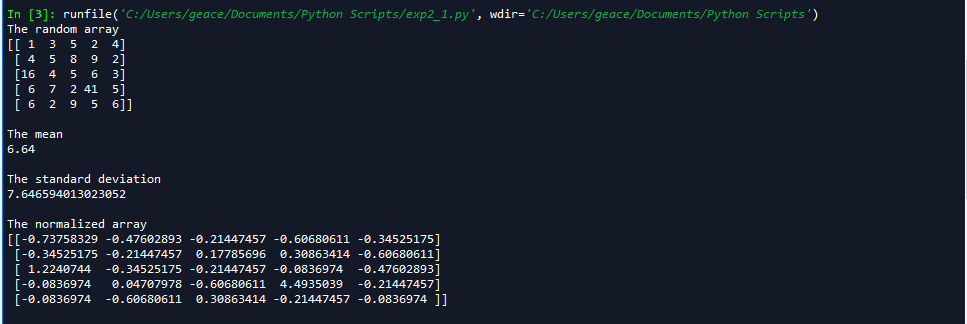 In [3]: runfile('C:/Users/geace/Documents/Python Scripts/exp2_1.py', wdir='C:/Users/geace/Documents/Python Scripts')
The random array
[[ 1  3  5  2  4]
 [ 4  5  8  9  2]
 [16  4  5  6  3]
 [ 6  7  2 41  5]
 [ 6  2  9  5  6]]
The mean
6.64
The standard deviation
7.646594013023052
The normalized array
[[-0.73758329 -0.47602893 -0.21447457 -0.60680611 -0.34525175]
 [-0.34525175 -0.21447457  0.17785696  0.30863414 -0.60680611]
 [ 1.2240744  -0.34525175 -0.21447457 -0.0836974  -0.47602893]
 [-0.0836974   0.04707978 -0.60680611  4.4935039  -0.21447457]
 [-0.0836974  -0.60680611  0.30863414 -0.21447457 -0.0836974 ]]